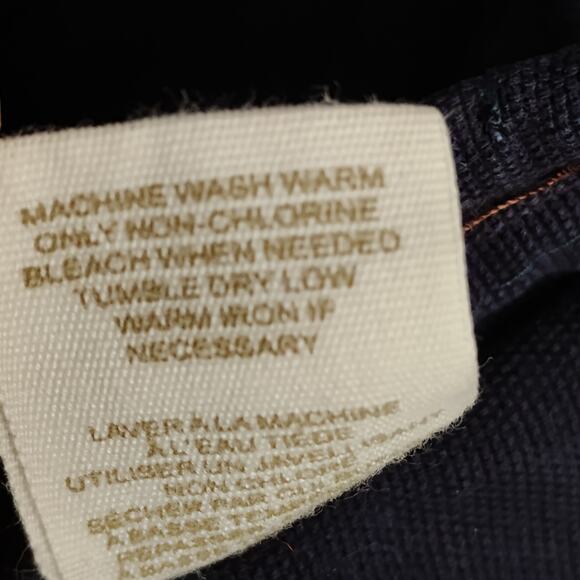 MACHINE WASH WARM
ONLY NON-CHLORINE
BLEACH WHEN NEEDED
TUMBLE DRY LOW
WARM IRON IF
NECESSARY
LAVER À LA MACHINE
À L'EAU TIÈDE
UTILISER UN JAVELLISANT
NON CHLORÉ
SÉCHER PAR
À BASSE